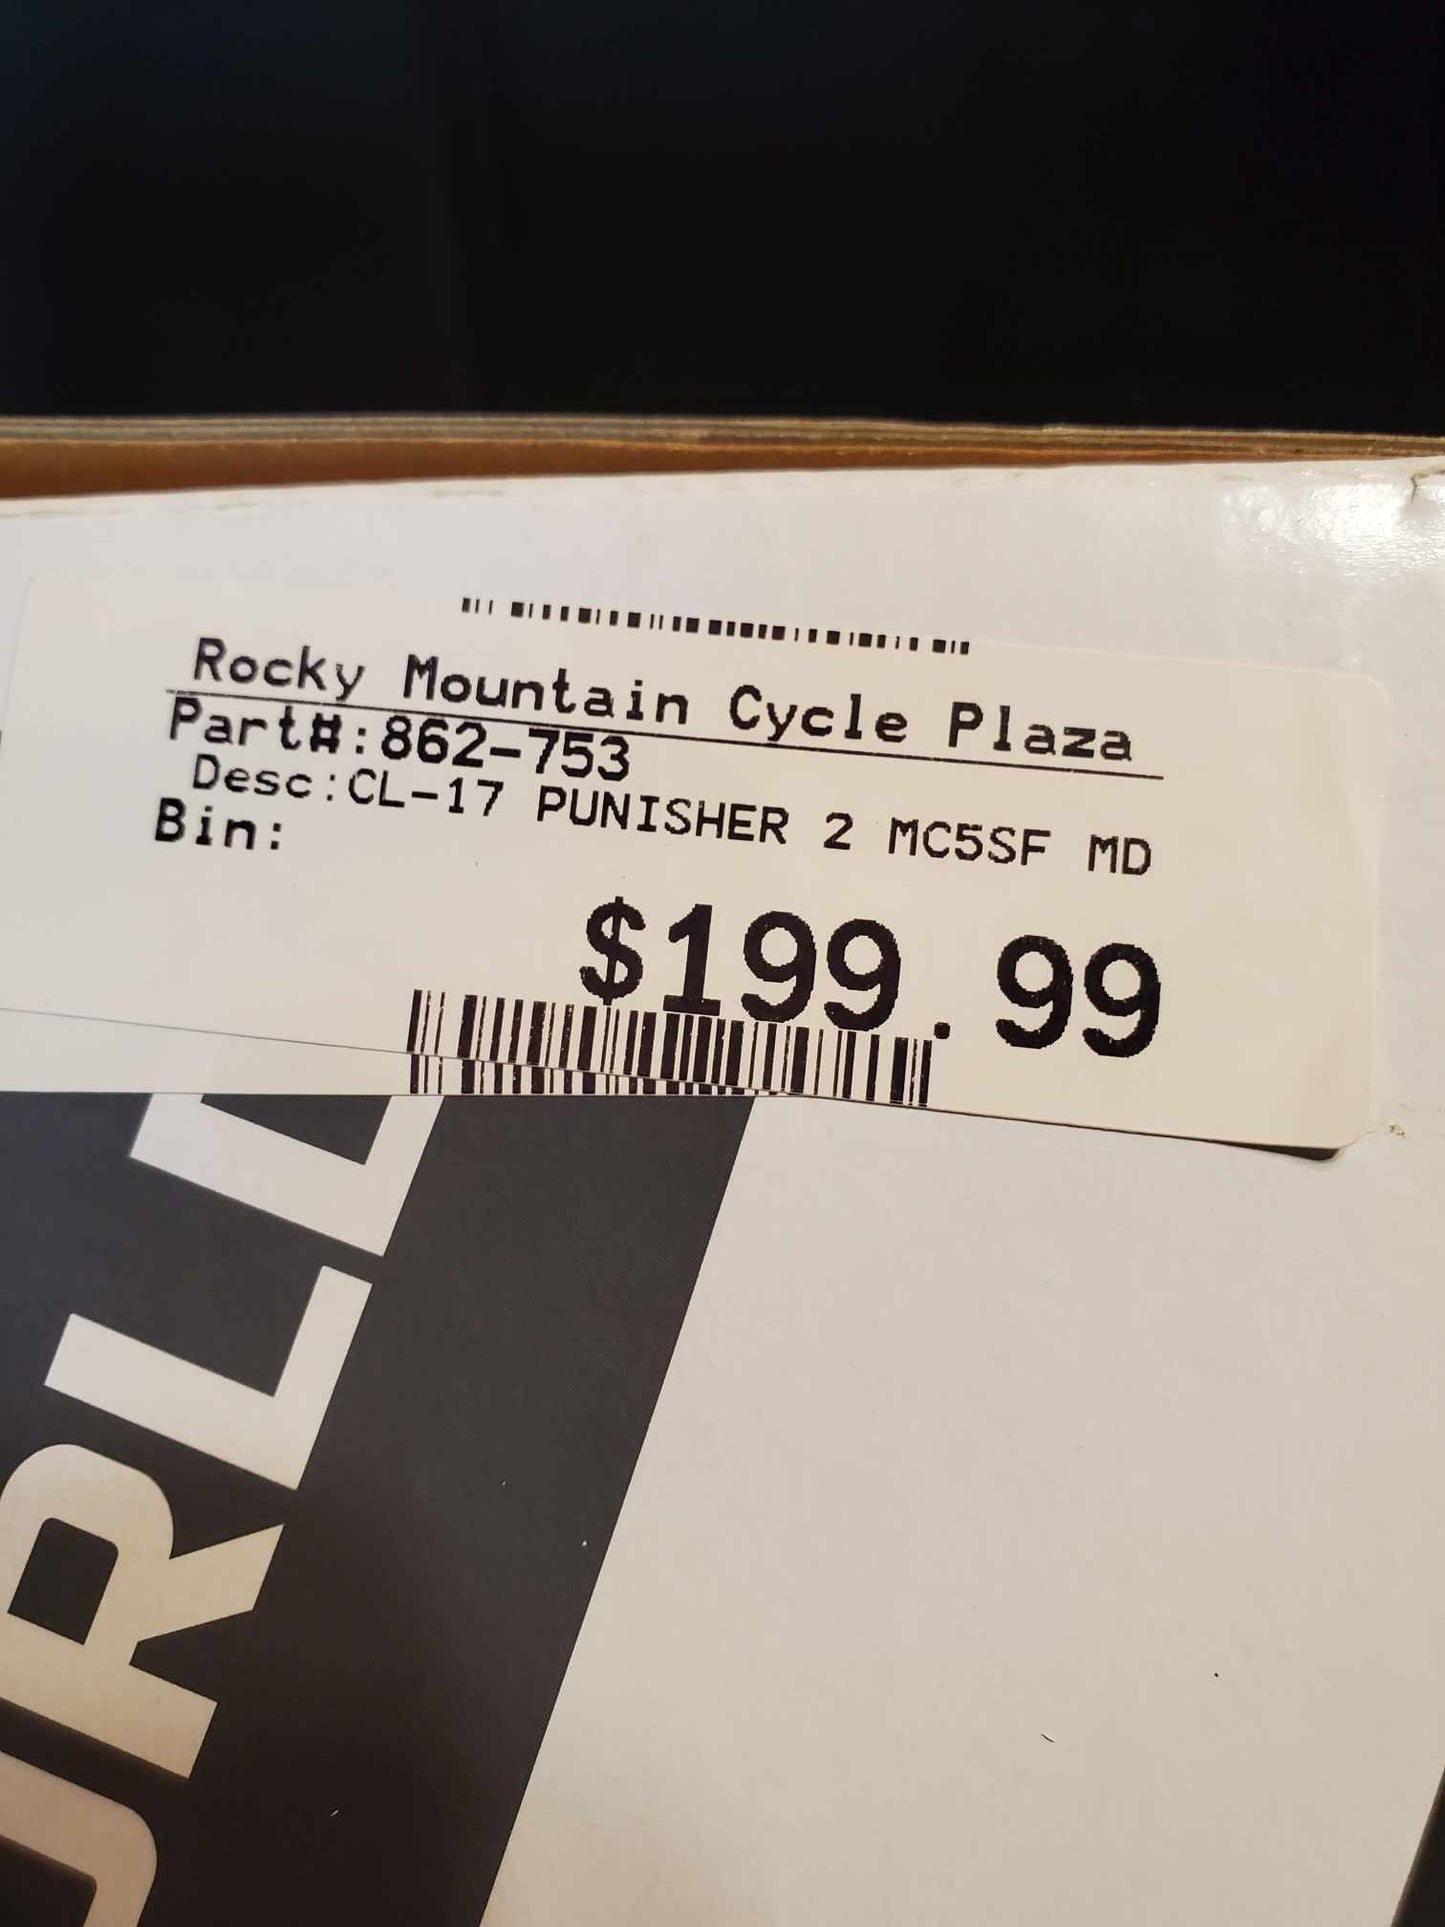 Rocky Mountain Cycle Plaza
Part#:862-753
Desc:CL-17 PUNISHER 2 MC5SF MD
Bin:
$199.99